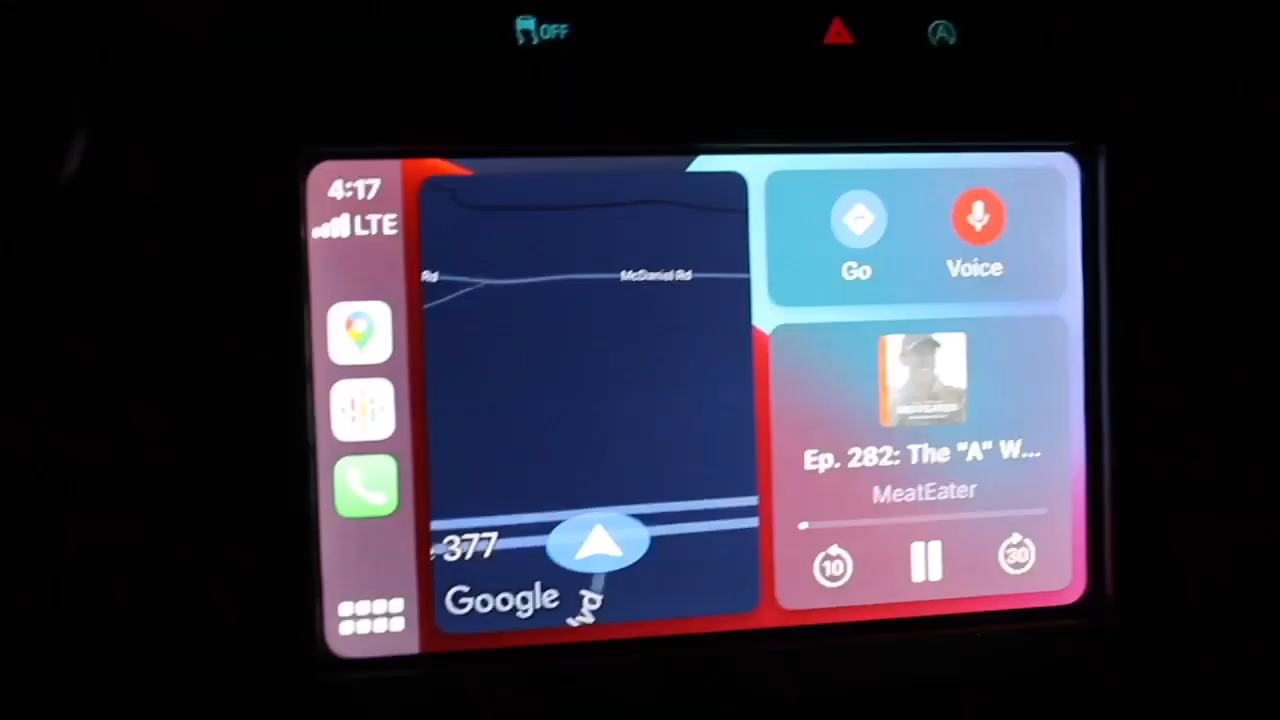 OFF
A
4:17
LTE
Rd
McDaniel Rd
377
Google
Go
Voice
Ep. 282: The "A" W...
MeatEater
10
30